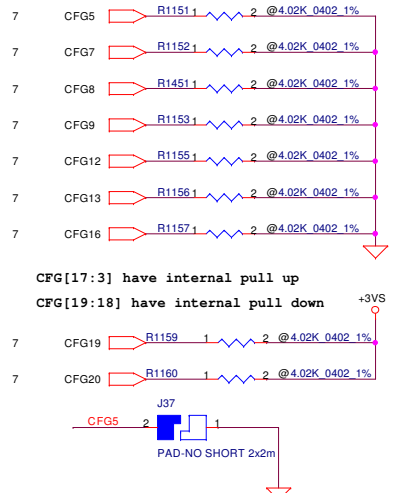 7 CFG5 R1151 1 2 @4.02K_0402_1%
7 CFG7 R1152 1 2 @4.02K_0402_1%
7 CFG8 R1451 1 2 @4.02K_0402_1%
7 CFG9 R1153 1 2 @4.02K_0402_1%
7 CFG12 R1155 1 2 @4.02K_0402_1%
7 CFG13 R1156 1 2 @4.02K_0402_1%
7 CFG16 R1157 1 2 @4.02K_0402_1%
CFG[17:3] have internal pull up
CFG[19:18] have internal pull down
+3VS
7 CFG19 R1159 1 2 @4.02K_0402_1%
7 CFG20 R1160 1 2 @4.02K_0402_1%
J37
CFG5 2 1
PAD-NO SHORT 2x2m